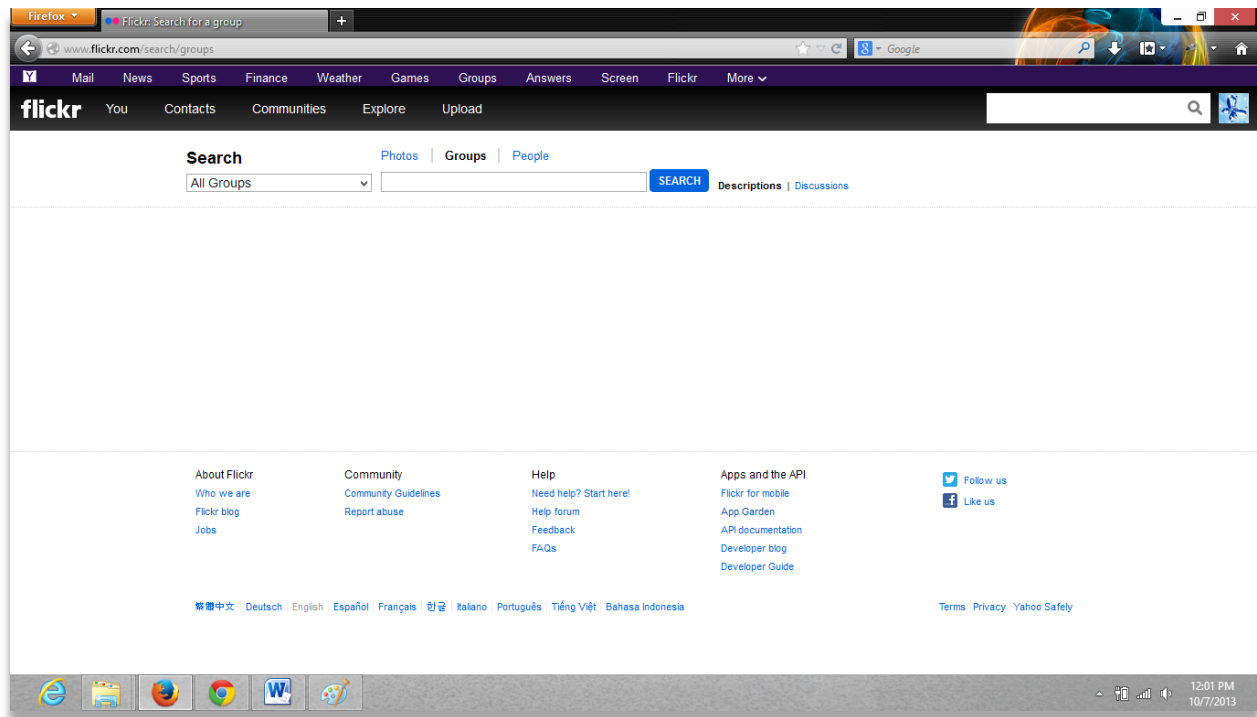 Firefox
Flickr: Search for a group
www.flickr.com/search/groups
Google
Y Mail News Sports Finance Weather Games Groups Answers Screen Flickr More
flickr You Contacts Communities Explore Upload
Search Photos | Groups | People
All Groups SEARCH Descriptions | Discussions
About Flickr Community Help Apps and the API
Who we are Community Guidelines Need help? Start here! Flickr for mobile Follow us
Flickr blog Report abuse Help forum App Garden Like us
Jobs Feedback API documentation
FAQs Developer blog
Developer Guide
繁體中文 | Deutsch | English | Español | Français | 한글 | Italiano | Português | Tiếng Việt | Bahasa Indonesia Terms Privacy Yahoo Safely
12:01 PM
10/7/2013